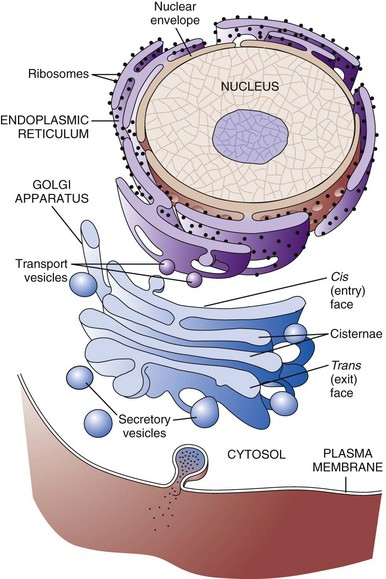 Nuclear
envelope
Ribosomes
NUCLEUS
ENDOPLASMIC
RETICULUM
GOLGI
APPARATUS
Transport
vesicles
Cis
(entry)
face
Cisternae
Trans
(exit)
face
Secretory
vesicles
CYTOSOL
PLASMA
MEMBRANE